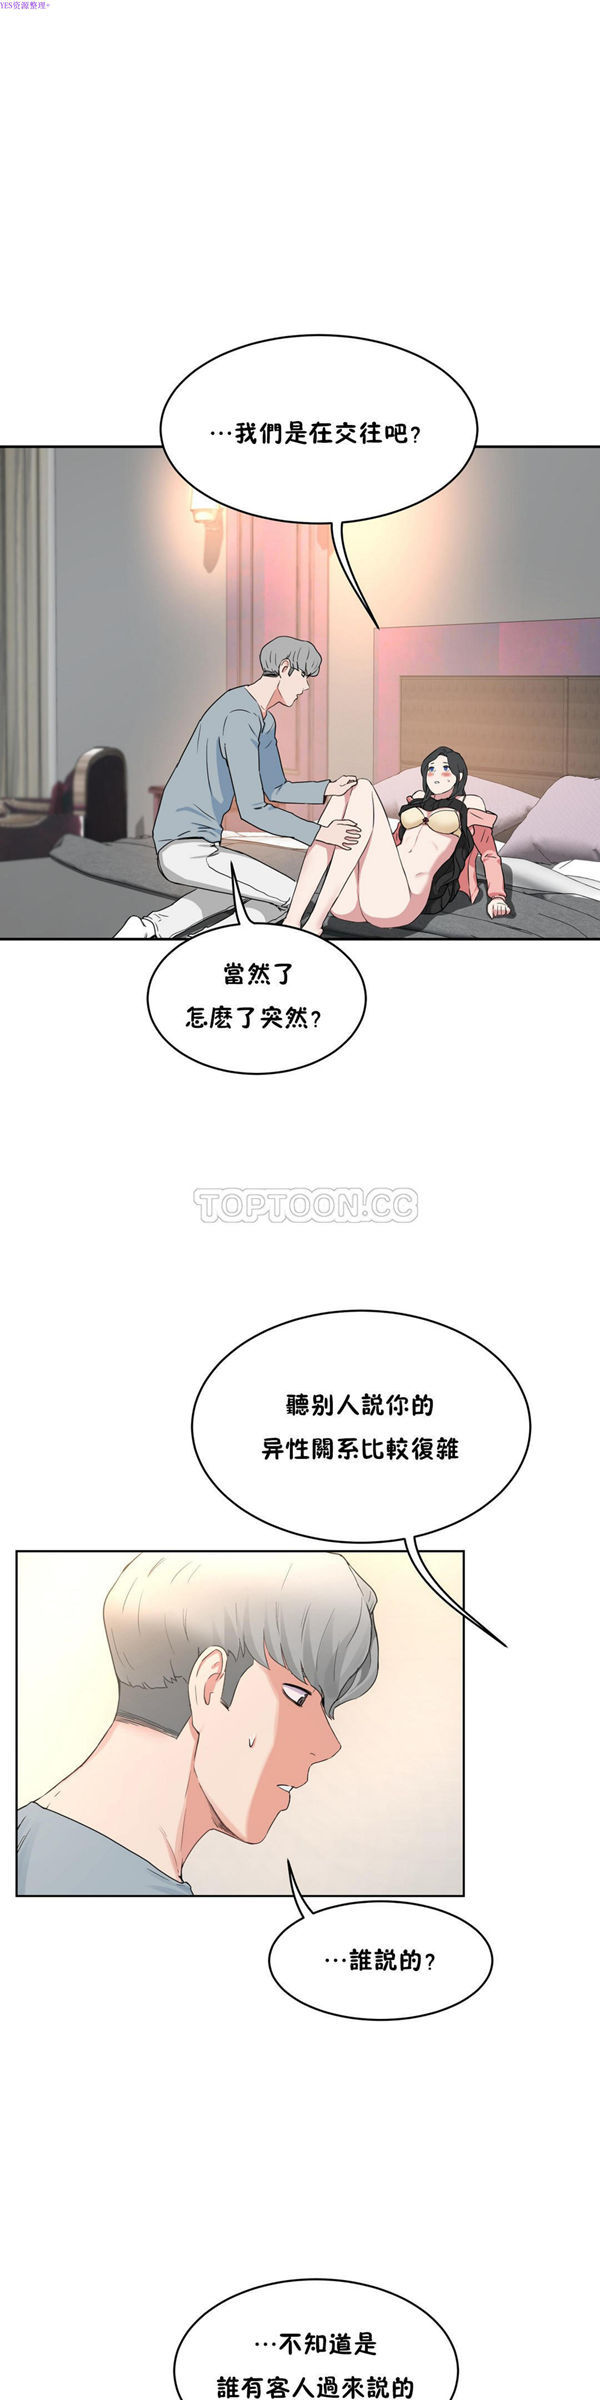 YES资源整理+
…我們是在交往吧?
當然了
怎麽了突然?
TOPTOON.CC
聽别人說你的
异性關系比較復雜
…誰說的?
…不知道是
誰有客人過來說的